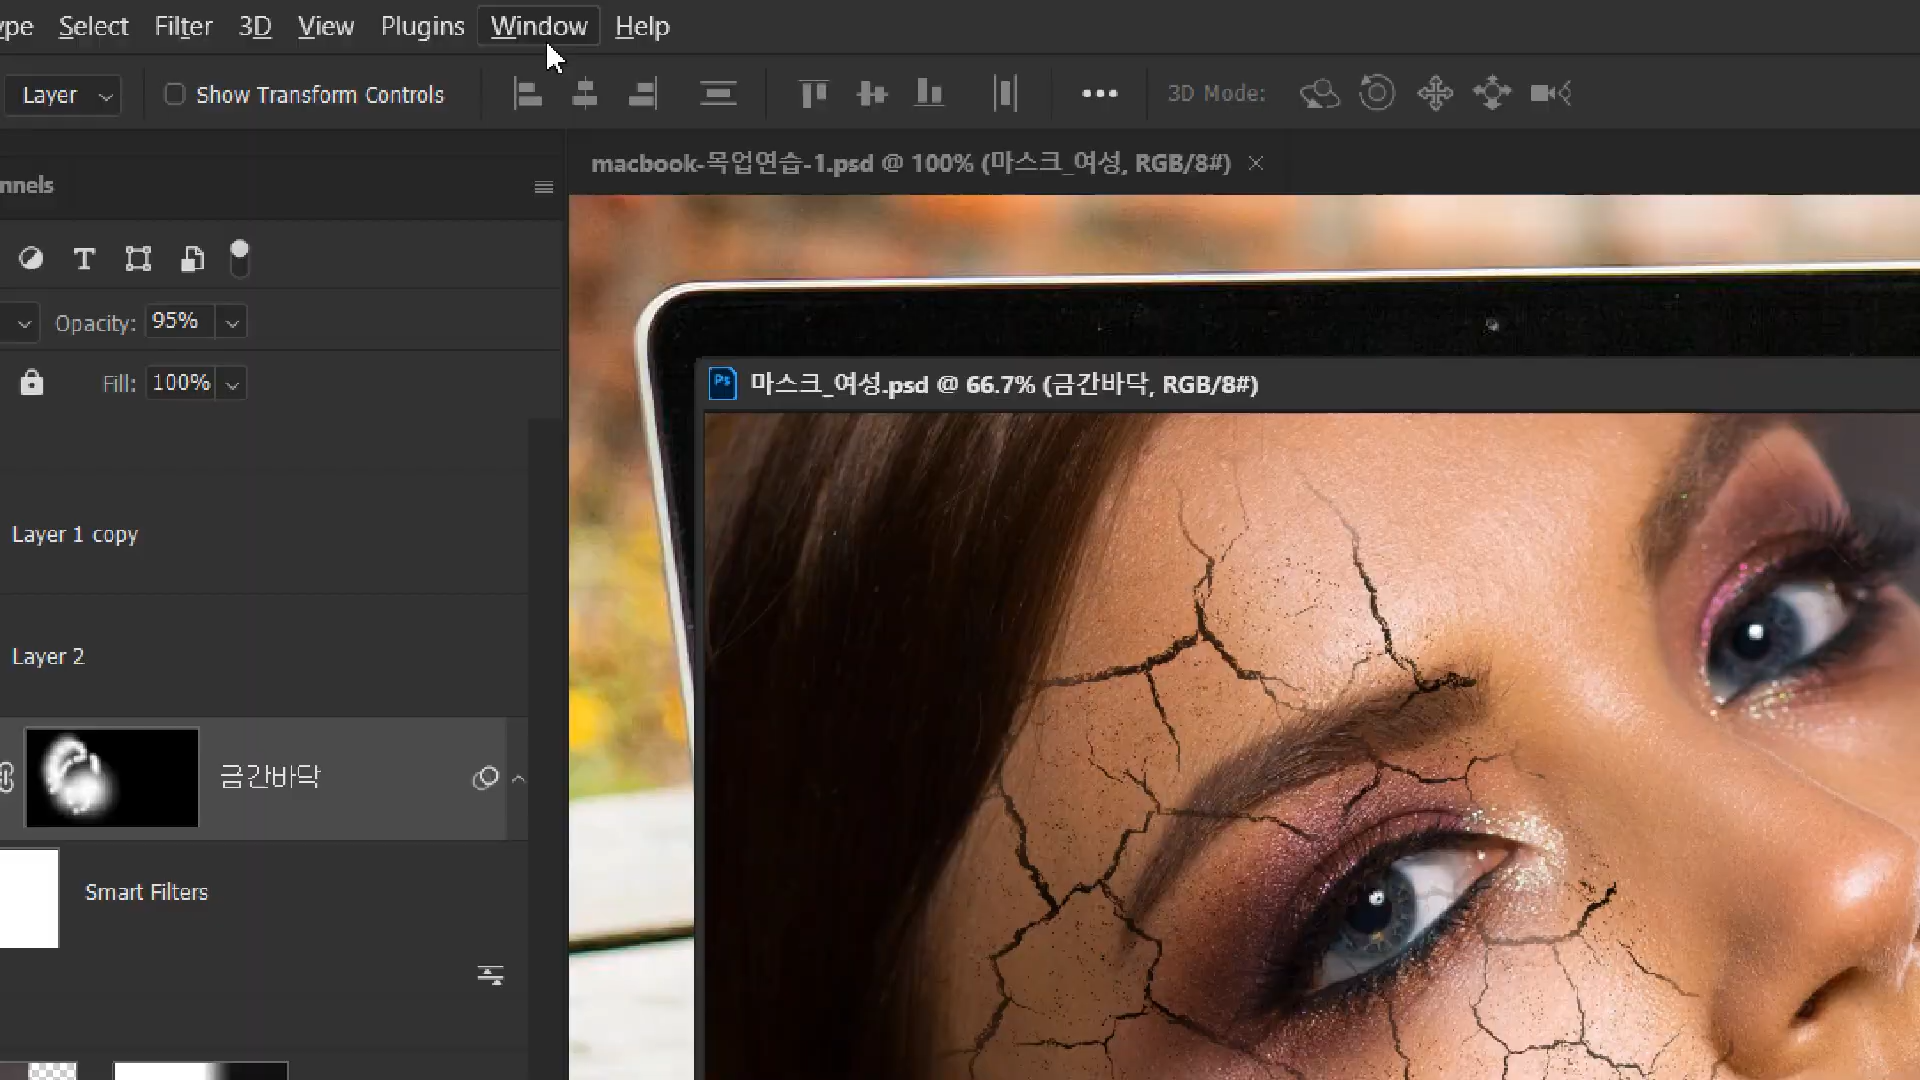 ype Select Filter 3D View Plugins Window Help
Layer Show Transform Controls 3D Mode:
macbook-목업연습-1.psd @ 100% (마스크_여성, RGB/8#)
nnels
Opacity: 95%
Fill: 100%
Ps 마스크_여성.psd @ 66.7% (금간바닥, RGB/8#)
Layer 1 copy
Layer 2
금간바닥
Smart Filters